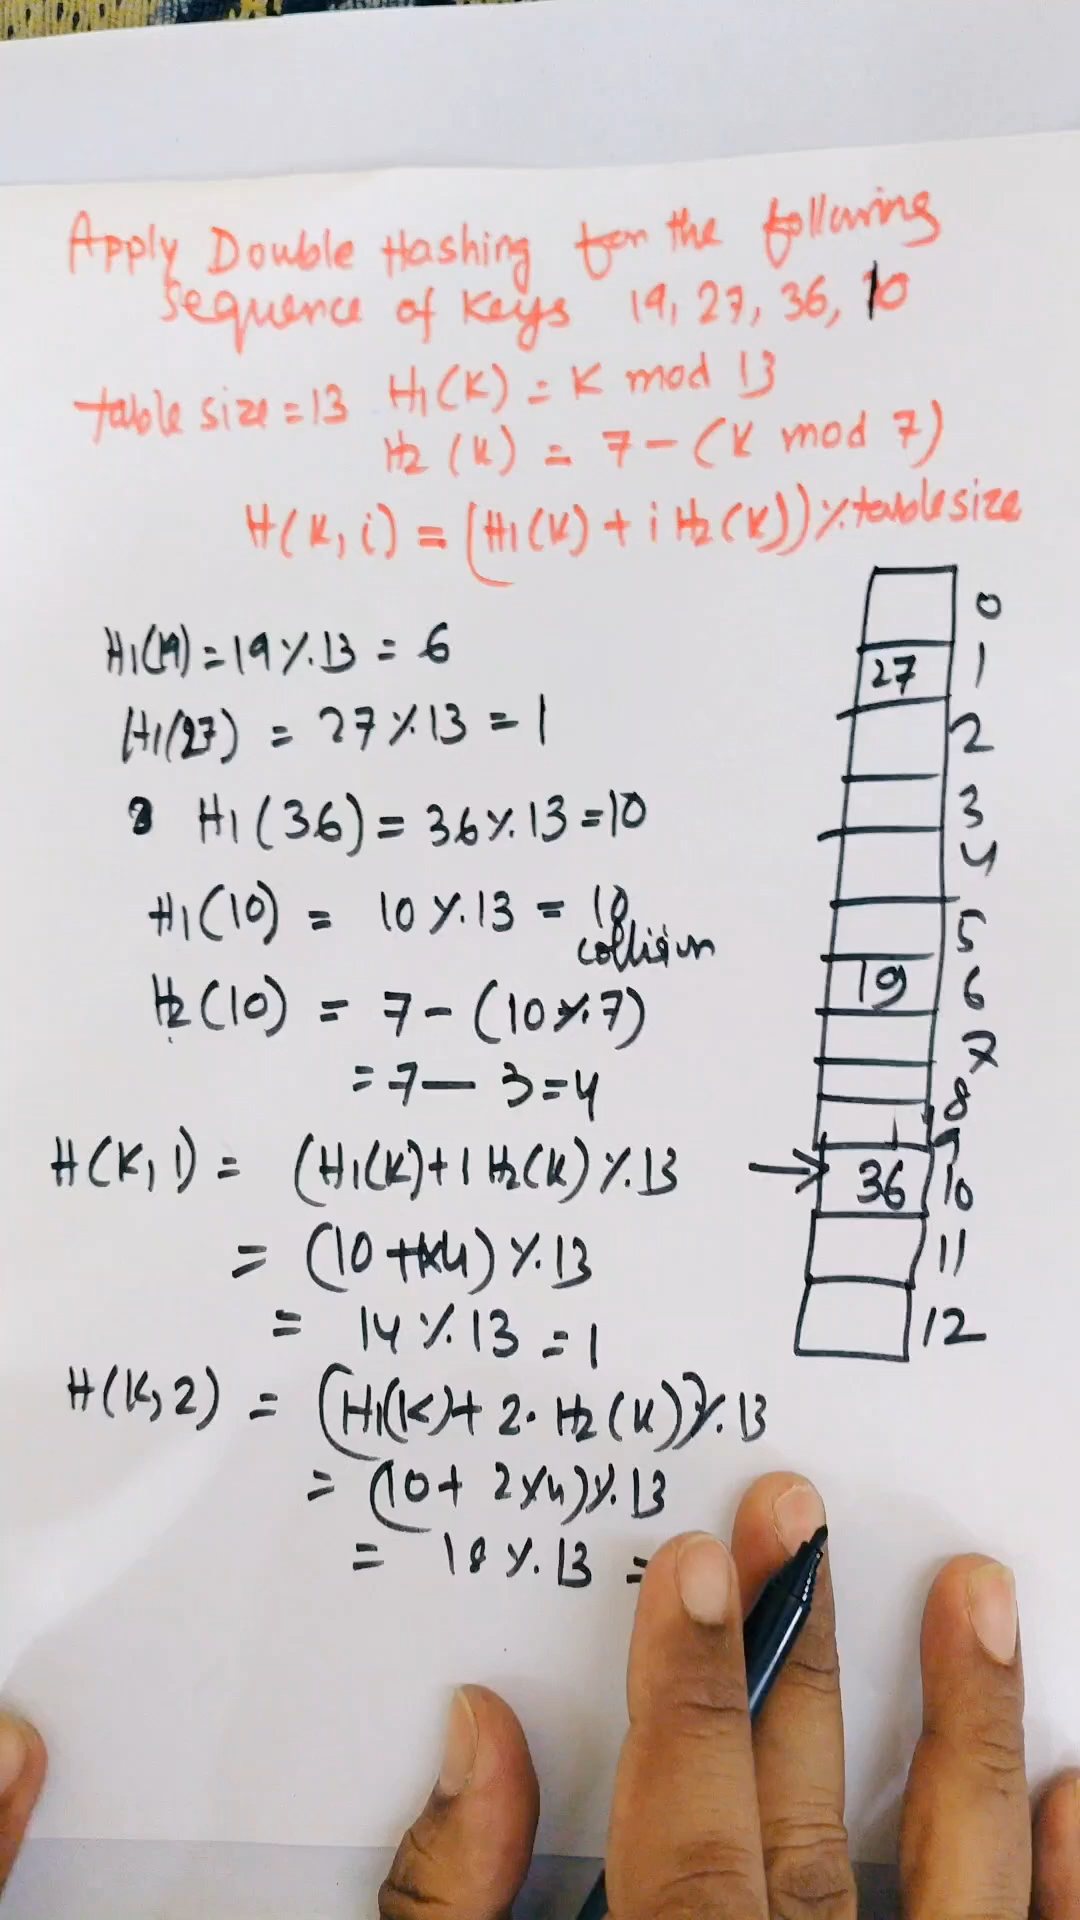 Apply Double Hashing for the following
sequence of keys 19, 27, 36, 10
table size = 13 H1(K) = K mod 13
H2(K) = 7 - (K mod 7)
H(K, i) = (H1(K) + i H2(K)) % table size
H1(19) = 19 % 13 = 6
H1(27) = 27 % 13 = 1
H1(36) = 36 % 13 = 10
H1(10) = 10 % 13 = 10
collision
H2(10) = 7 - (10 % 7)
= 7 - 3 = 4
H(K, 1) = (H1(K) + 1 H2(K) % 13
= (10 + 1x4) % 13
= 14 % 13 = 1
H(K, 2) = (H1(K) + 2. H2(K)) % 13
= (10 + 2x4) % 13
= 18 % 13 =
0
27 1
2
3
4
5
19 6
7
8
9
36 10
11
12